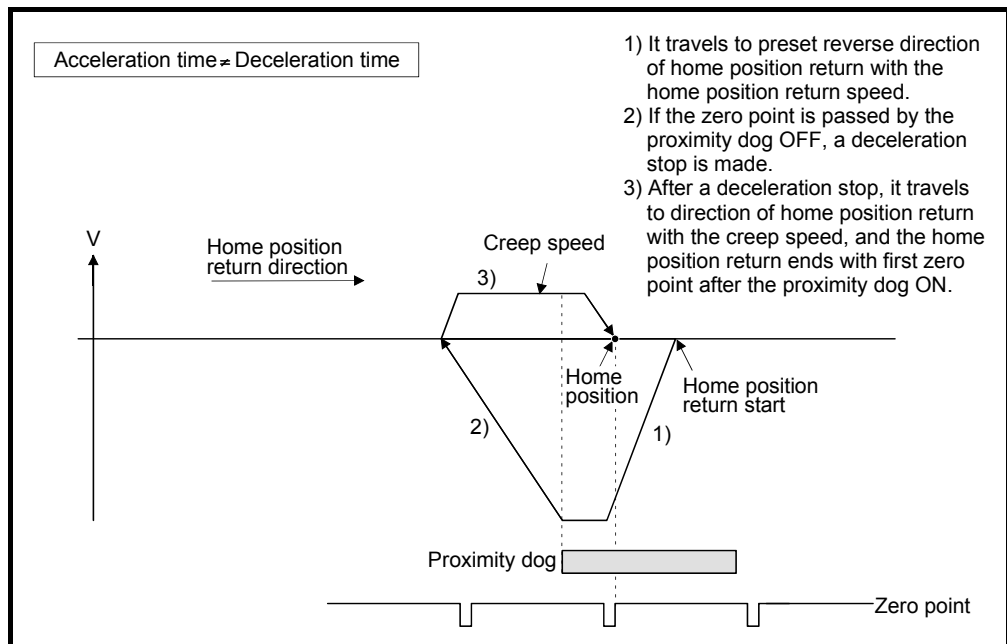 Acceleration time ≠ Deceleration time
1) It travels to preset reverse direction
of home position return with the
home position return speed.
2) If the zero point is passed by the
proximity dog OFF, a deceleration
stop is made.
3) After a deceleration stop, it travels
to direction of home position return
with the creep speed, and the home
position return ends with first zero
point after the proximity dog ON.
V
Home position
return direction
Creep speed
3)
Home
position
Home position
return start
2)
1)
Proximity dog
Zero point